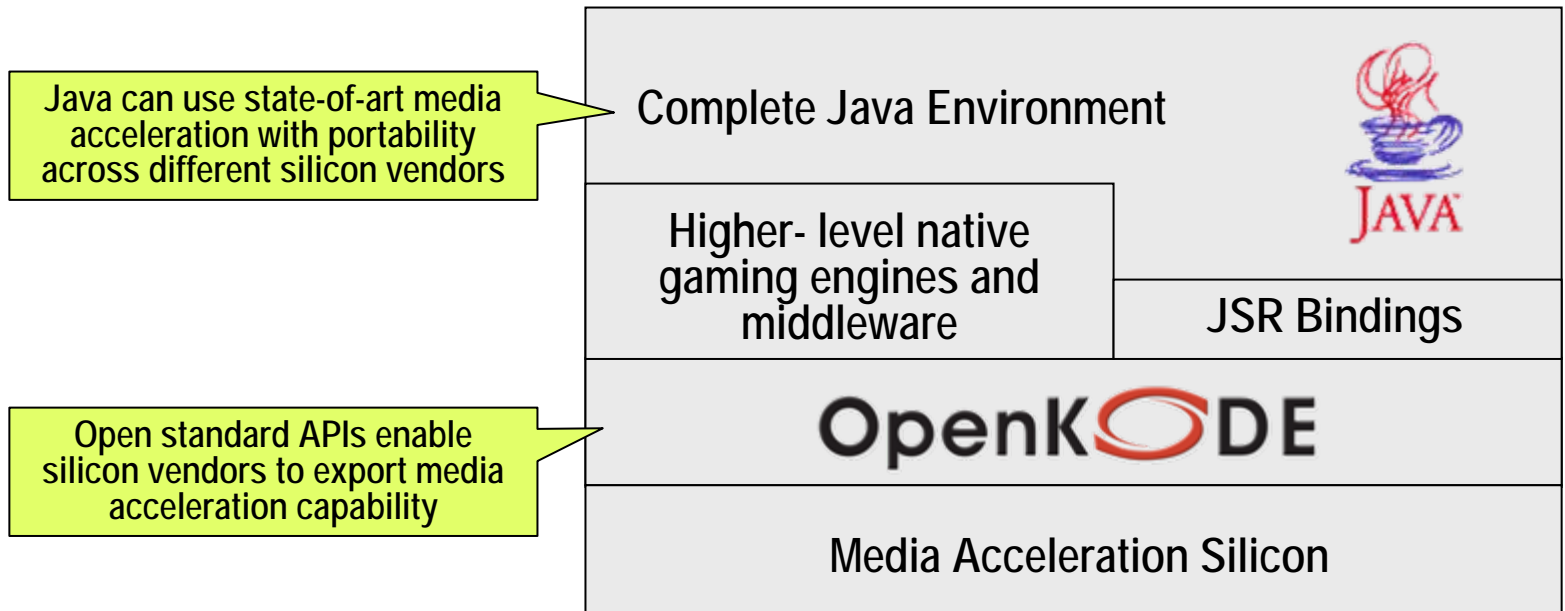 Java can use state-of-art media
acceleration with portability
across different silicon vendors
Complete Java Environment
JAVA
Higher- level native
gaming engines and
middleware
JSR Bindings
Open standard APIs enable
silicon vendors to export media
acceleration capability
OpenKODE
Media Acceleration Silicon